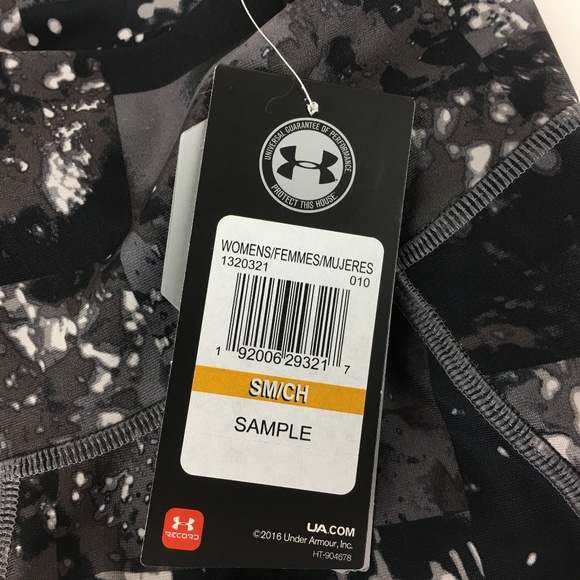 UNIVERSAL GUARANTEE OF PERFORMANCE
PROTECT THIS HOUSE
WOMENS/FEMMES/MUJERES
1320321 010
1 92006 29321 7
SM/CH
SAMPLE
RECORD
UA.COM
©2016 Under Armour, Inc.
HT-904678